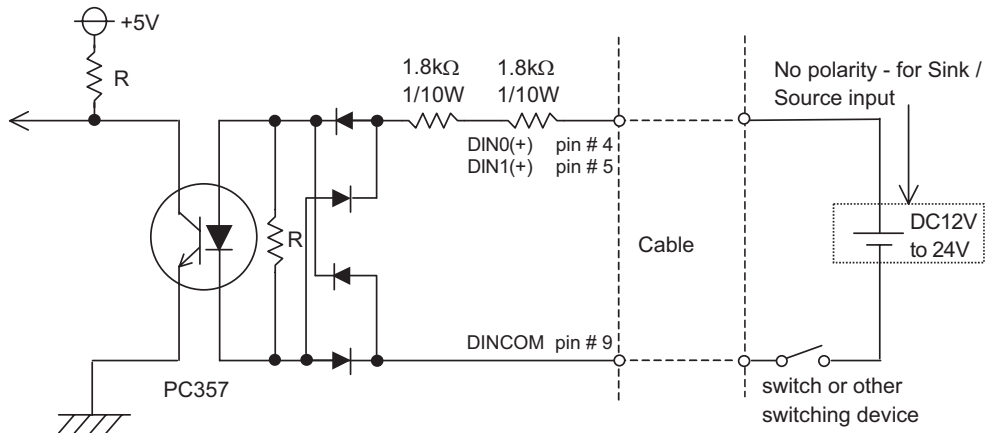 +5V
R
1.8kΩ 1.8kΩ
1/10W 1/10W
No polarity - for Sink /
Source input
DIN0(+) pin # 4
DIN1(+) pin # 5
R
Cable
DC12V
to 24V
DINCOM pin # 9
PC357
switch or other
switching device